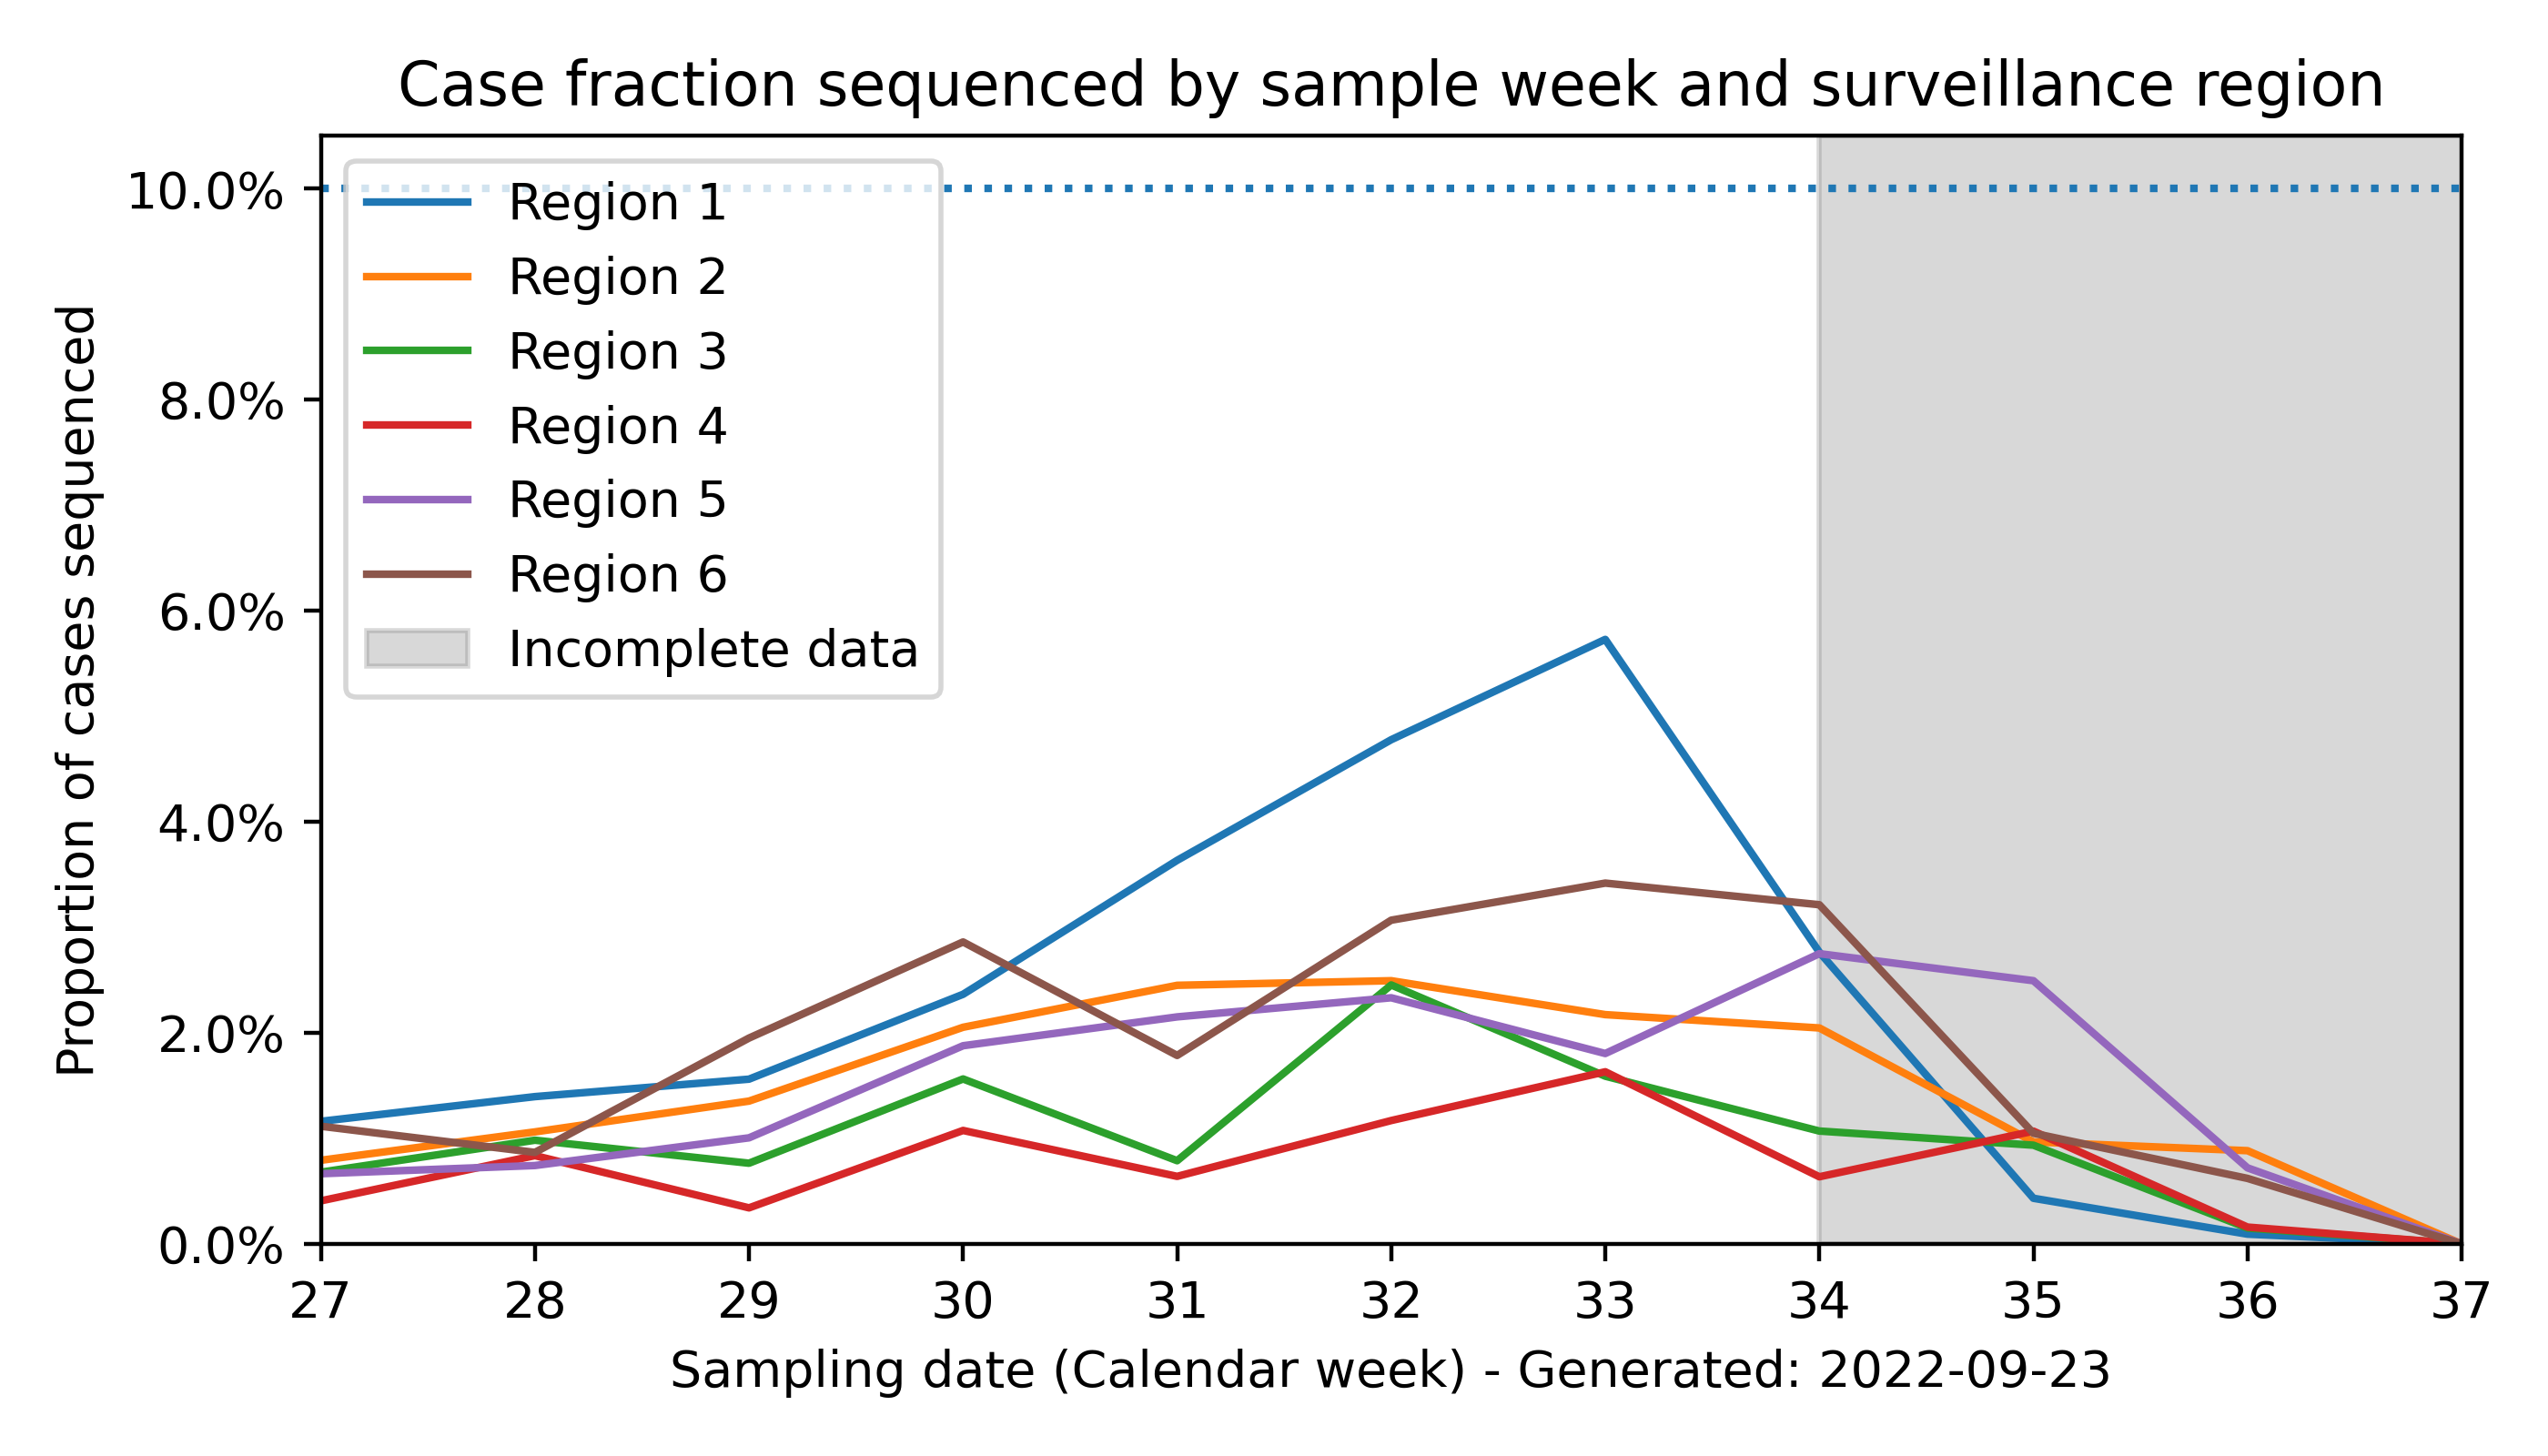 Case fraction sequenced by sample week and surveillance region
Proportion of cases sequenced
10.0%
8.0%
6.0%
4.0%
2.0%
0.0%
Region 1
Region 2
Region 3
Region 4
Region 5
Region 6
Incomplete data
27 28 29 30 31 32 33 34 35 36 37
Sampling date (Calendar week) - Generated: 2022-09-23